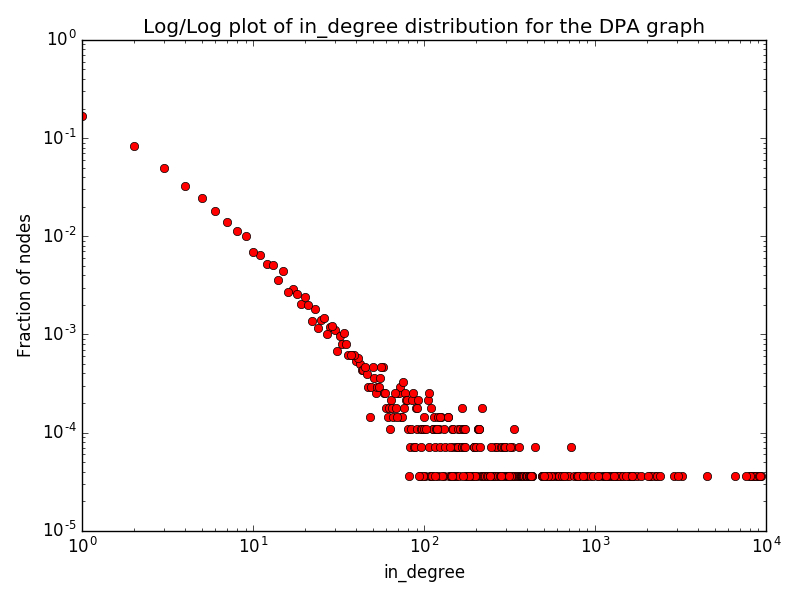 Log/Log plot of in_degree distribution for the DPA graph
10^0
10^-1
10^-2
10^-3
10^-4
10^-5
Fraction of nodes
10^0 10^1 10^2 10^3 10^4
in_degree